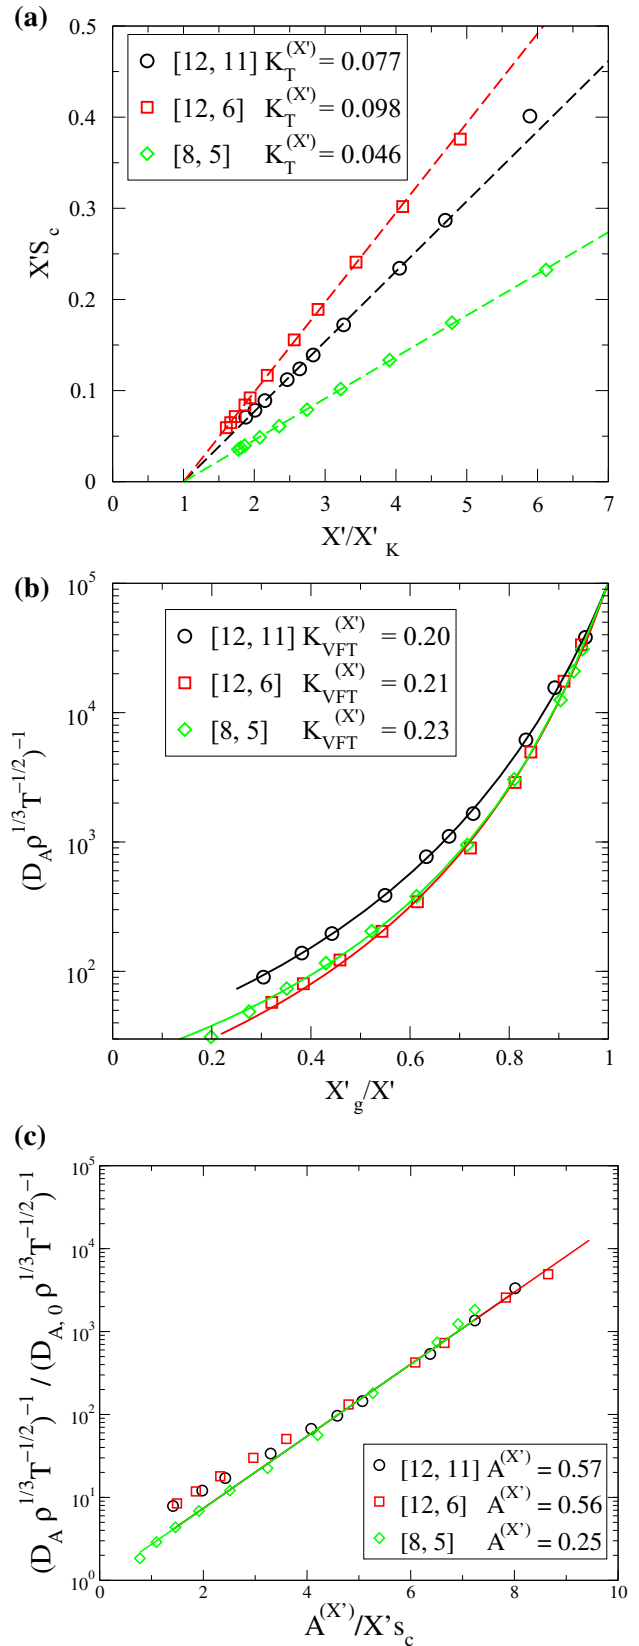 (a)
0.5
0.4
0.3
0.2
0.1
0
X'S_c
[12, 11] K_T^(X') = 0.077
[12, 6] K_T^(X') = 0.098
[8, 5] K_T^(X') = 0.046
0 1 2 3 4 5 6 7
X'/X'_K
(b)
10^5
10^4
10^3
10^2
(D_A ρ^1/3 T^−1/2)^−1
[12, 11] K_VFT^(X') = 0.20
[12, 6] K_VFT^(X') = 0.21
[8, 5] K_VFT^(X') = 0.23
0 0.2 0.4 0.6 0.8 1
X'_g/X'
(c)
10^5
10^4
10^3
10^2
10^1
10^0
(D_A ρ^1/3 T^−1/2)^−1 / (D_A,0 ρ^1/3 T^−1/2)^−1
[12, 11] A^(X') = 0.57
[12, 6] A^(X') = 0.56
[8, 5] A^(X') = 0.25
0 2 4 6 8 10
A^(X')/X's_c